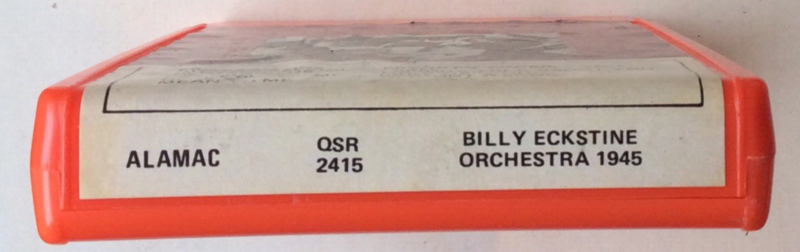 ALAMAC
QSR
2415
BILLY ECKSTINE
ORCHESTRA 1945